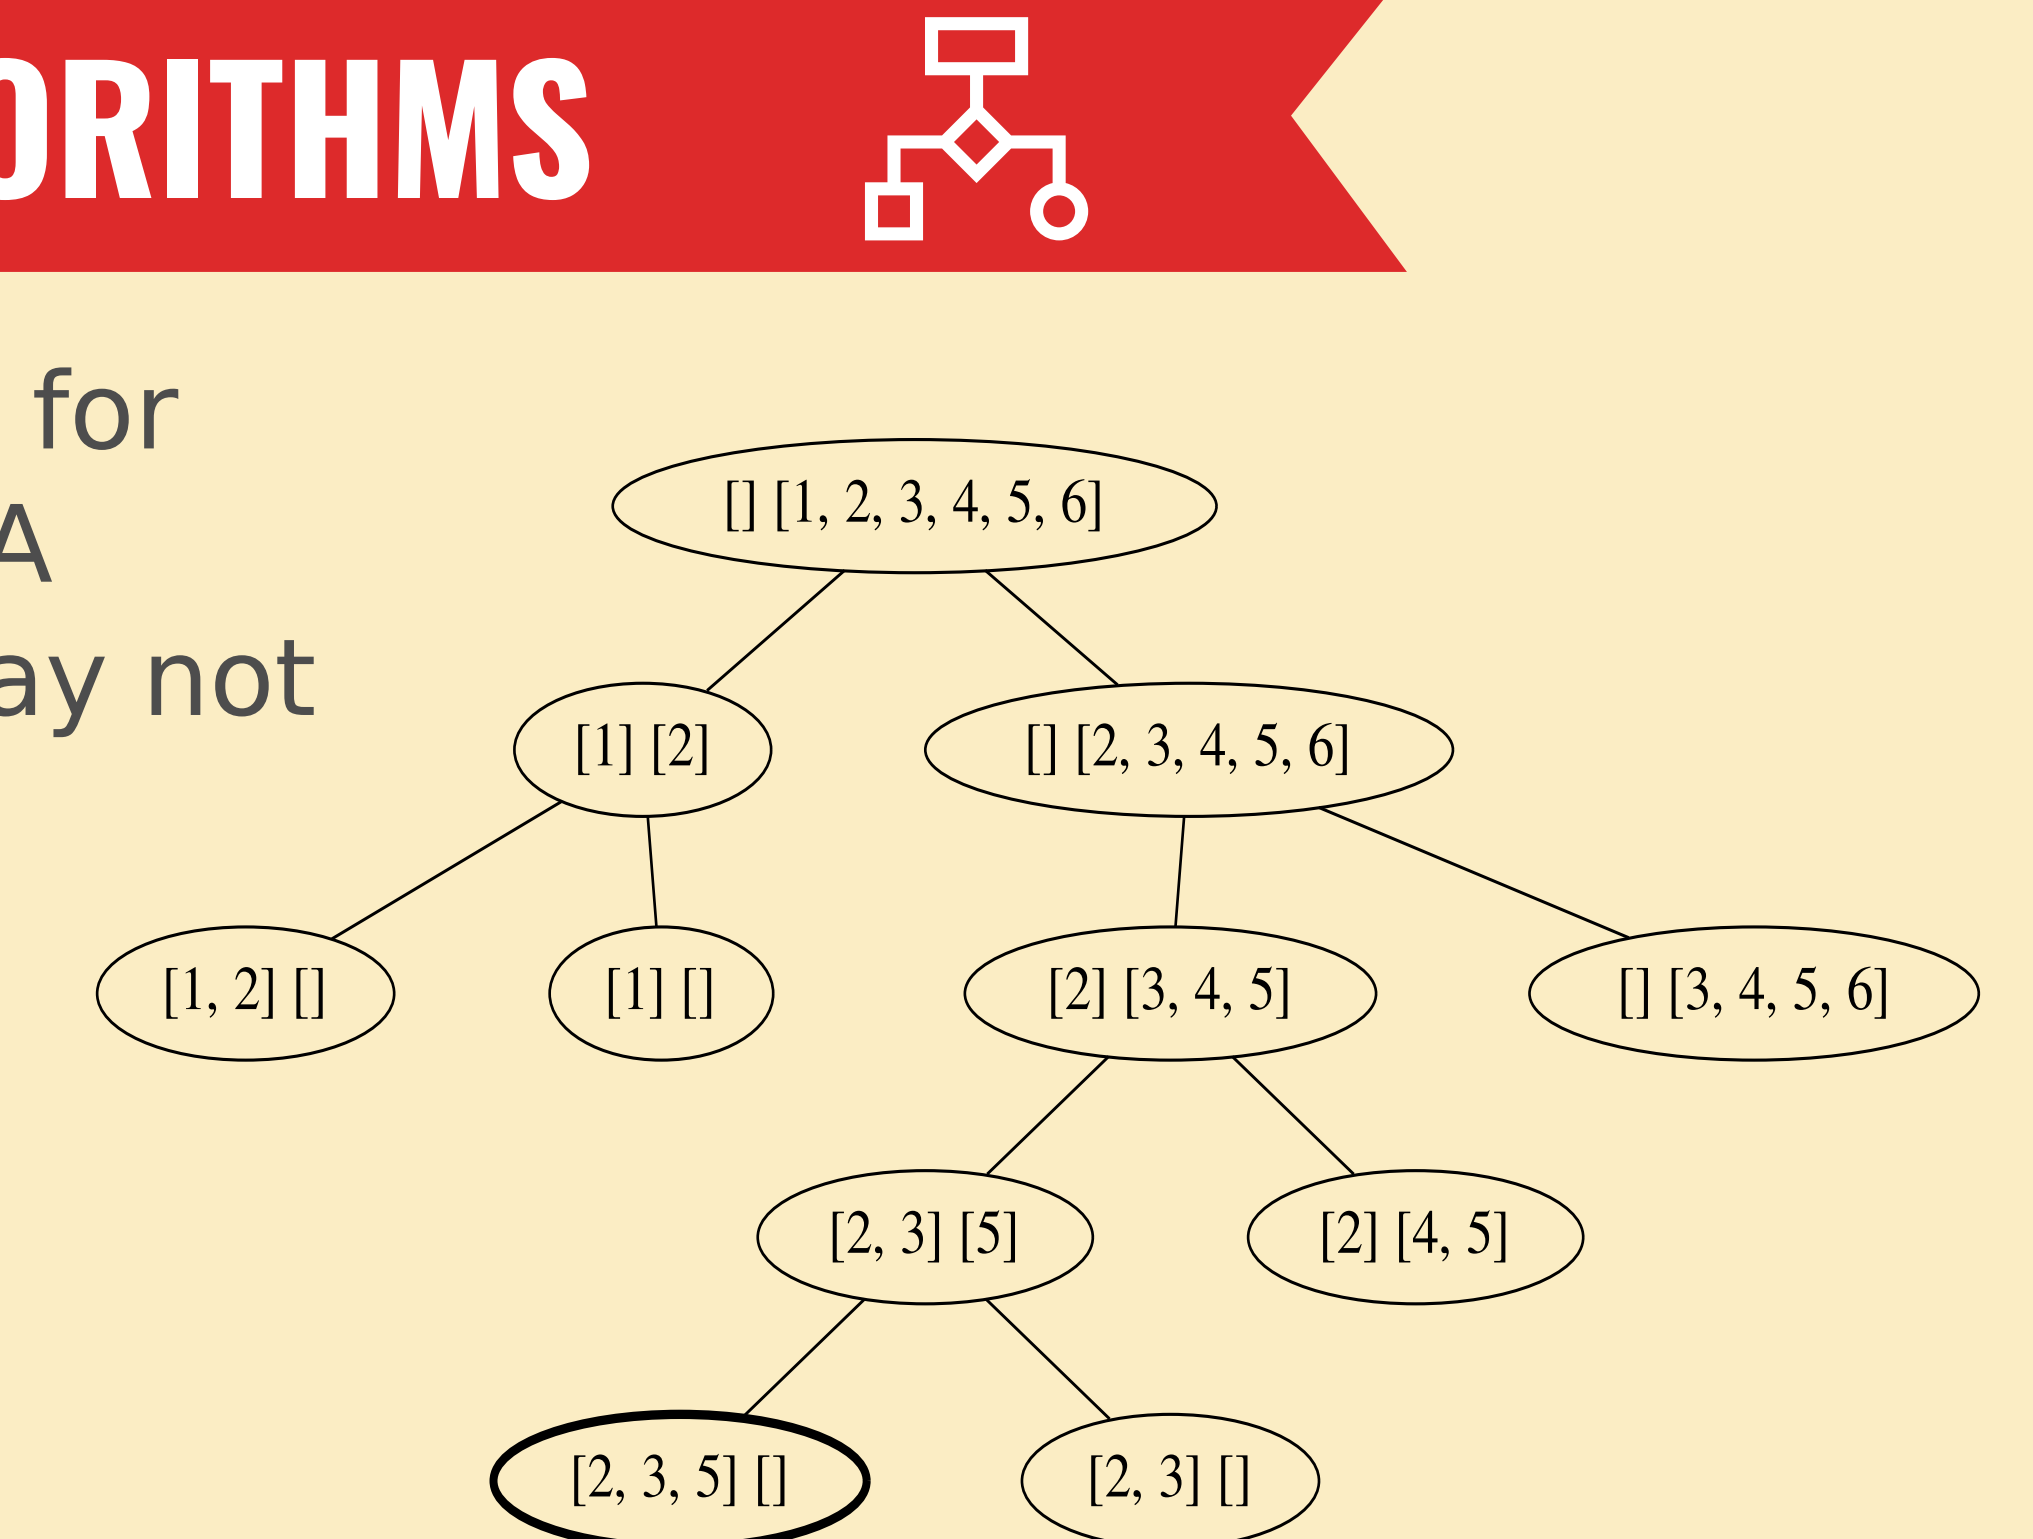 ORITHMS
for
A
ay not
[] [1, 2, 3, 4, 5, 6]
[1] [2]
[] [2, 3, 4, 5, 6]
[1, 2] []
[1] []
[2] [3, 4, 5]
[] [3, 4, 5, 6]
[2, 3] [5]
[2] [4, 5]
[2, 3, 5] []
[2, 3] []